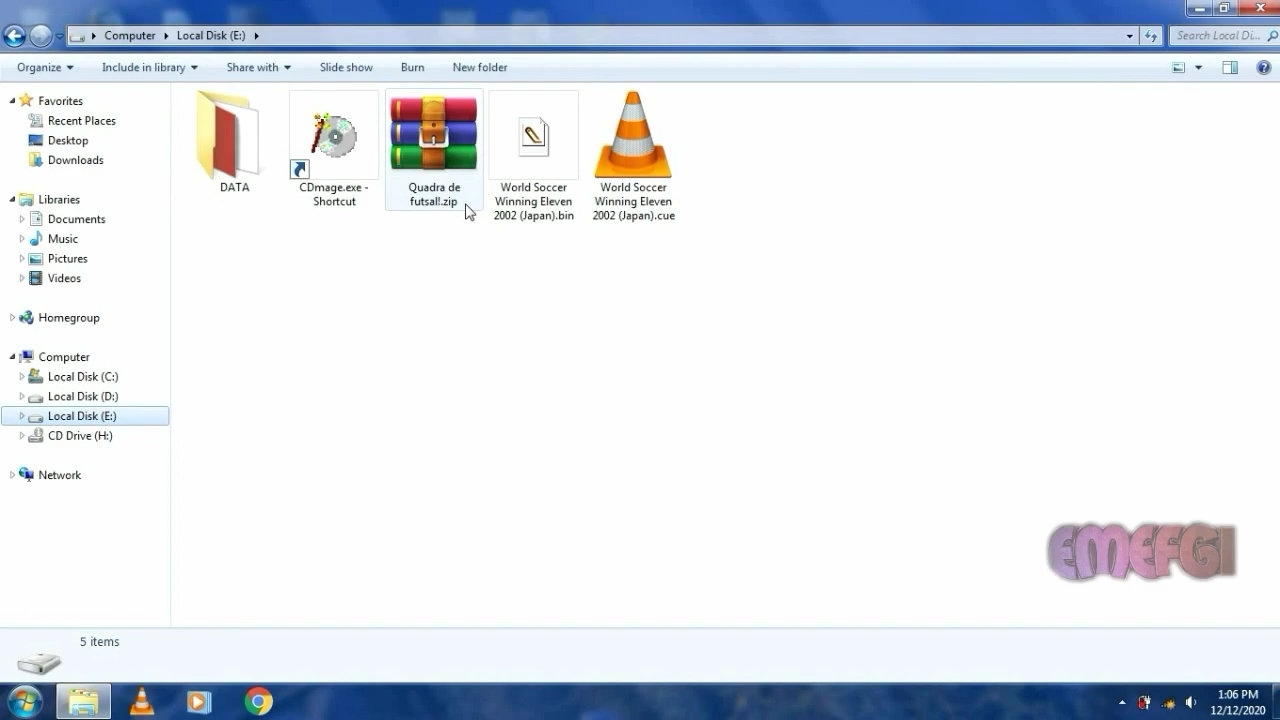 Computer
Local Disk (E:)
Search Local Di...
Organize
Include in library
Share with
Slide show
Burn
New folder
Favorites
Recent Places
Desktop
Downloads
Libraries
Documents
Music
Pictures
Videos
Homegroup
Computer
Local Disk (C:)
Local Disk (D:)
Local Disk (E:)
CD Drive (H:)
Network
DATA
CDmage.exe -
Shortcut
Quadra de
futsal!.zip
World Soccer
Winning Eleven
2002 (Japan).bin
World Soccer
Winning Eleven
2002 (Japan).cue
EMEFGI
5 items
1:06 PM
12/12/2020